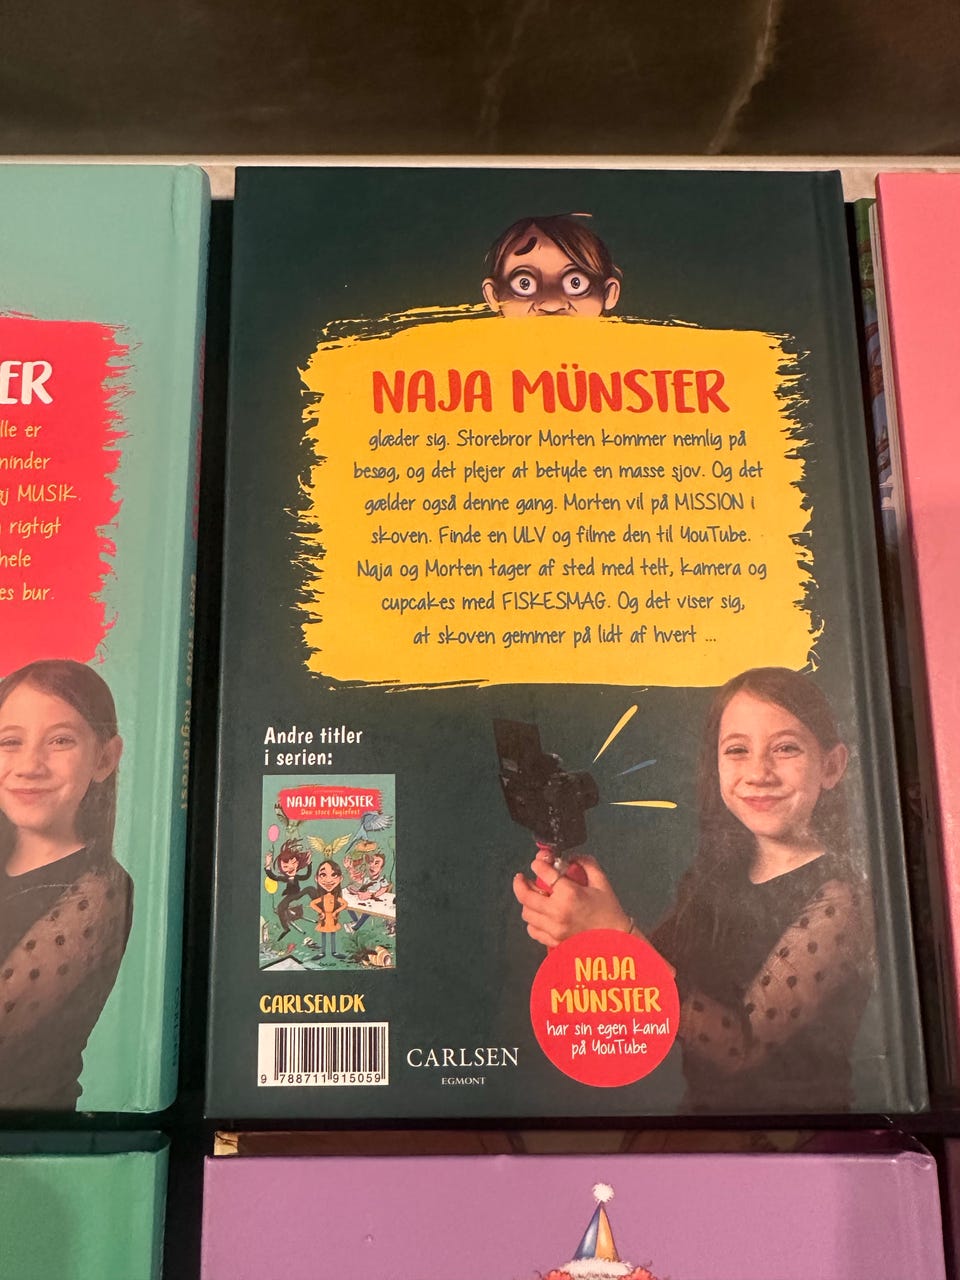 ER
lle er
ninder
øj MUSIK.
rigtigt
hele
es bur.
NAJA MÜNSTER
glæder sig. Storebror Morten kommer nemlig på
besøg, og det plejer at betyde en masse sjov. Og det
gælder også denne gang. Morten vil på MISSION i
skoven. Finde en ULV og filme den til YouTube.
Naja og Morten tager af sted med telt, kamera og
cupcakes med FISKESMAG. Og det viser sig,
at skoven gemmer på lidt af hvert ...
Andre titler
i serien:
NAJA MÜNSTER
Den store fuglefest
CARLSEN.DK
9 788711 915059
CARLSEN
EGMONT
NAJA
MÜNSTER
har sin egen kanal
på YouTube